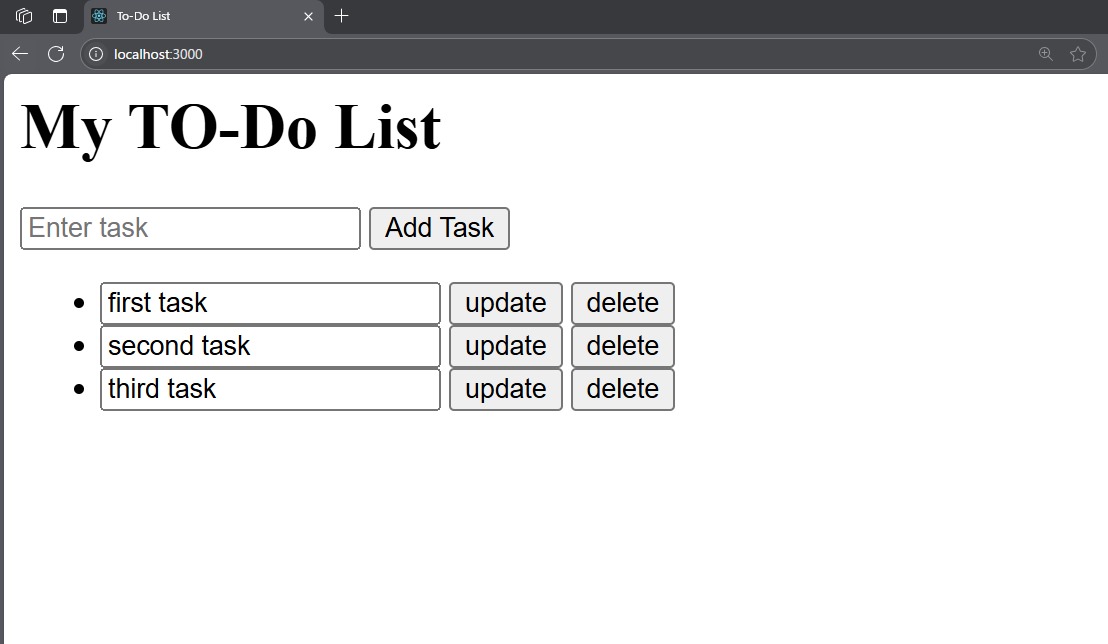 To-Do List
localhost:3000
My TO-Do List
Enter task Add Task
first task update delete
second task update delete
third task update delete